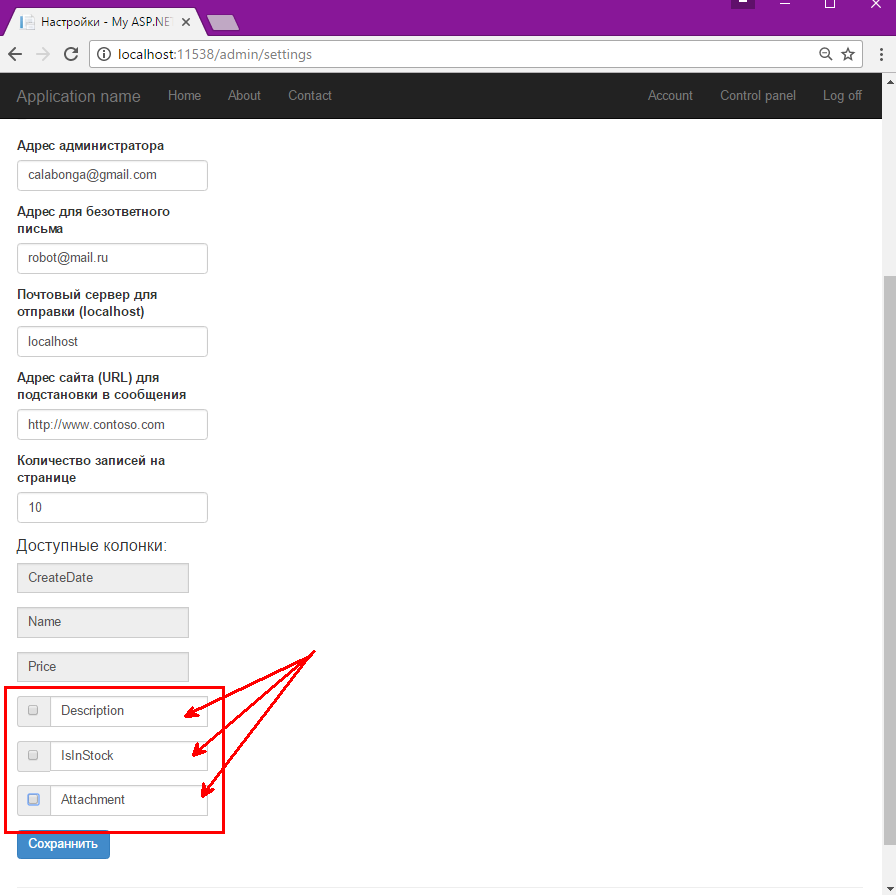 Настройки - My ASP.NE
localhost:11538/admin/settings
Application name Home About Contact Account Control panel Log off
Адрес администратора
calabonga@gmail.com
Адрес для безответного
письма
robot@mail.ru
Почтовый сервер для
отправки (localhost)
localhost
Адрес сайта (URL) для
подстановки в сообщения
http://www.contoso.com
Количество записей на
странице
10
Доступные колонки:
CreateDate
Name
Price
Description
IsInStock
Attachment
Сохраннить